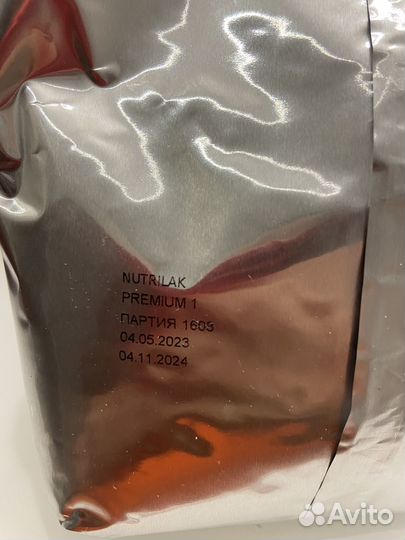 NUTRILAK
PREMIUM 1
ПАРТИЯ 1603
04.05.2023
04.11.2024
Avito